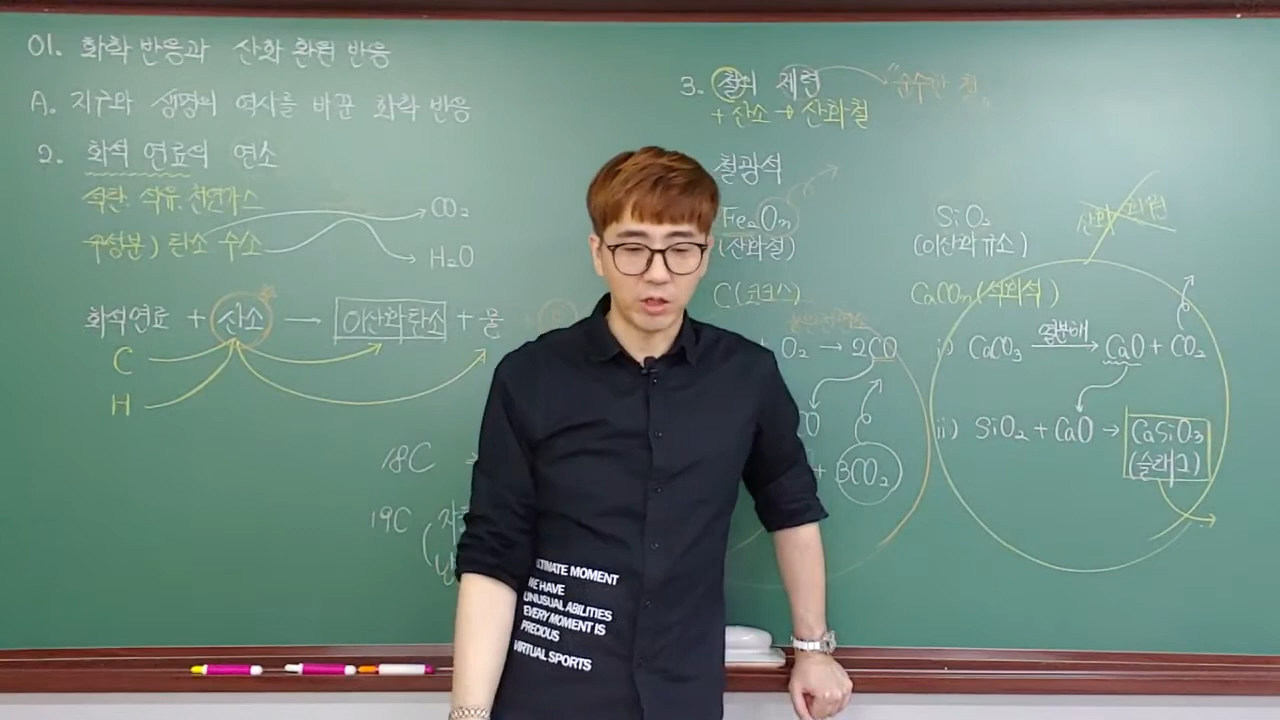 01. 화학 반응과 산화 환원 반응
A. 지구와 생명의 역사를 바꾼 화학 반응
2. 화석 연료의 연소
석탄, 석유, 천연가스
구성분) 탄소 수소
CO₂
H₂O
화석연료 + 산소 → 이산화탄소 + 물
C
H
18C
19C
3. 철의 제련 "순수한 철"
+ 산소 → 산화철
철광석
Fe₂O₃
(산화철)
C (코크스)
+ O₂ → 2CO
+ 3CO₂
SiO₂
(이산화규소)
산화 환원
CaCO₃ (석회석)
i) CaCO₃ 열분해 → CaO + CO₂
ii) SiO₂ + CaO → CaSiO₃
(슬래그)
ULTIMATE MOMENT
WE HAVE
UNUSUAL ABILITIES
EVERY MOMENT IS
PRECIOUS
VIRTUAL SPORTS